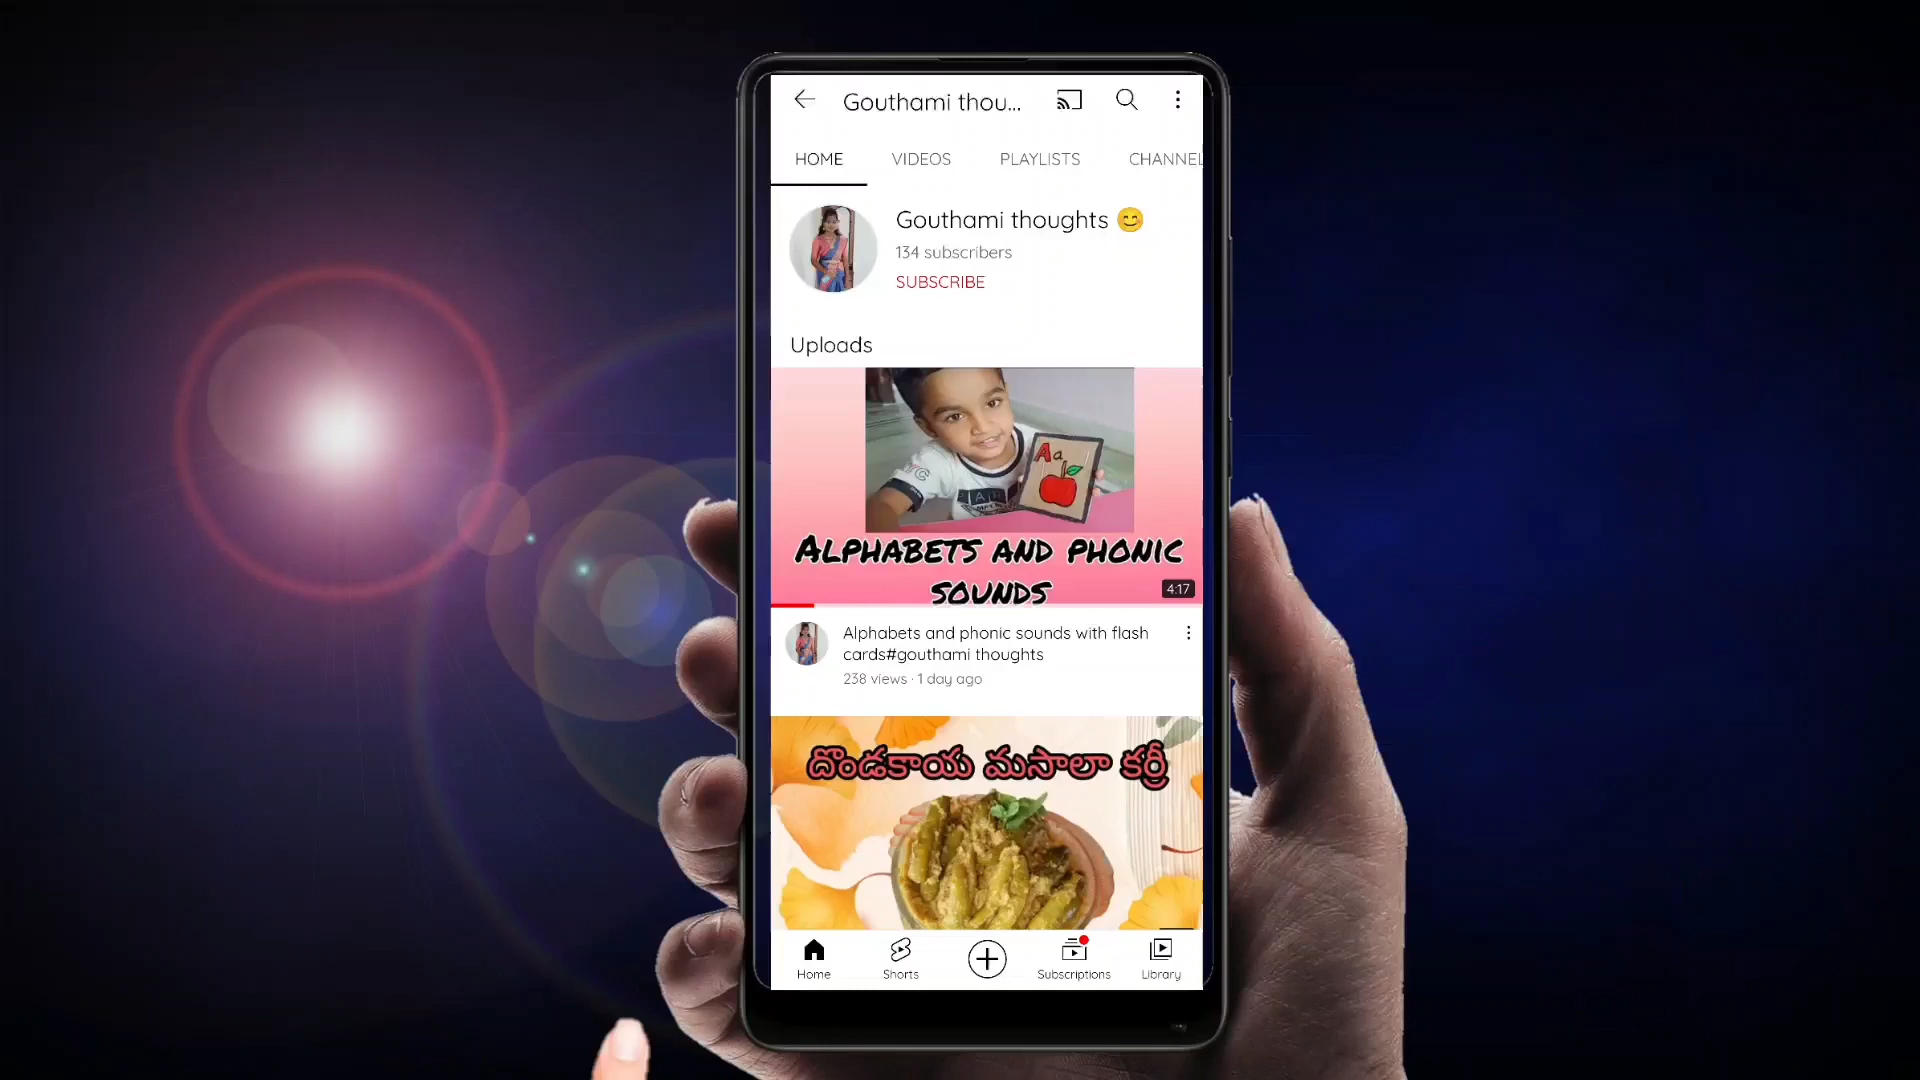 Gouthami thou...
HOME VIDEOS PLAYLISTS CHANNEL
Gouthami thoughts 😊
134 subscribers
SUBSCRIBE
Uploads
Aa
ALPHABETS AND PHONIC
SOUNDS
4:17
Alphabets and phonic sounds with flash
cards#gouthami thoughts
238 views · 1 day ago
దొండకాయ మసాలా కర్రీ
Home Shorts Subscriptions Library